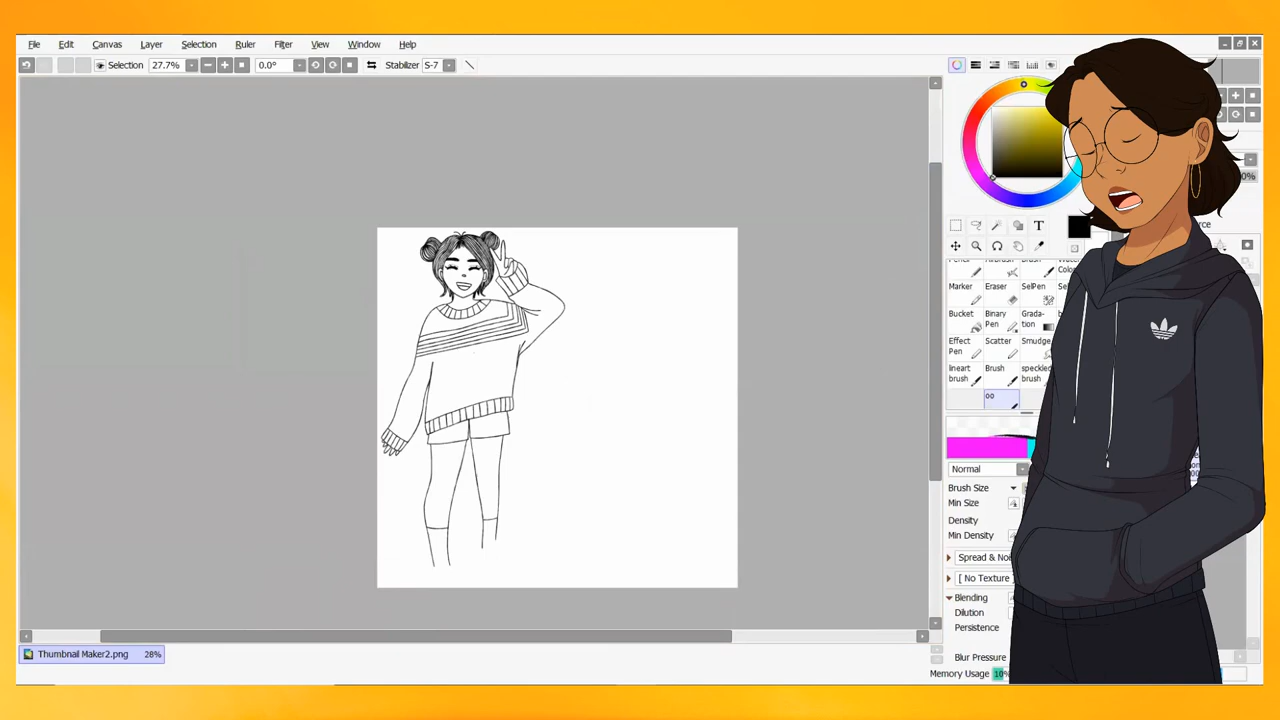 File Edit Canvas Layer Selection Ruler Filter View Window Help
Selection 27.7% 0.0° Stabilizer S-7
T
Marker Eraser SelPen
Bucket Binary Pen Grada-tion
Effect Pen Scatter Smudge
lineart brush Brush speckled brush
00
Normal
Brush Size
Min Size
Density
Min Density
Spread &
[ No Texture ]
Blending
Dilution
Persistence
Blur Pressure
Thumbnail Maker2.png 28%
Memory Usage 10%